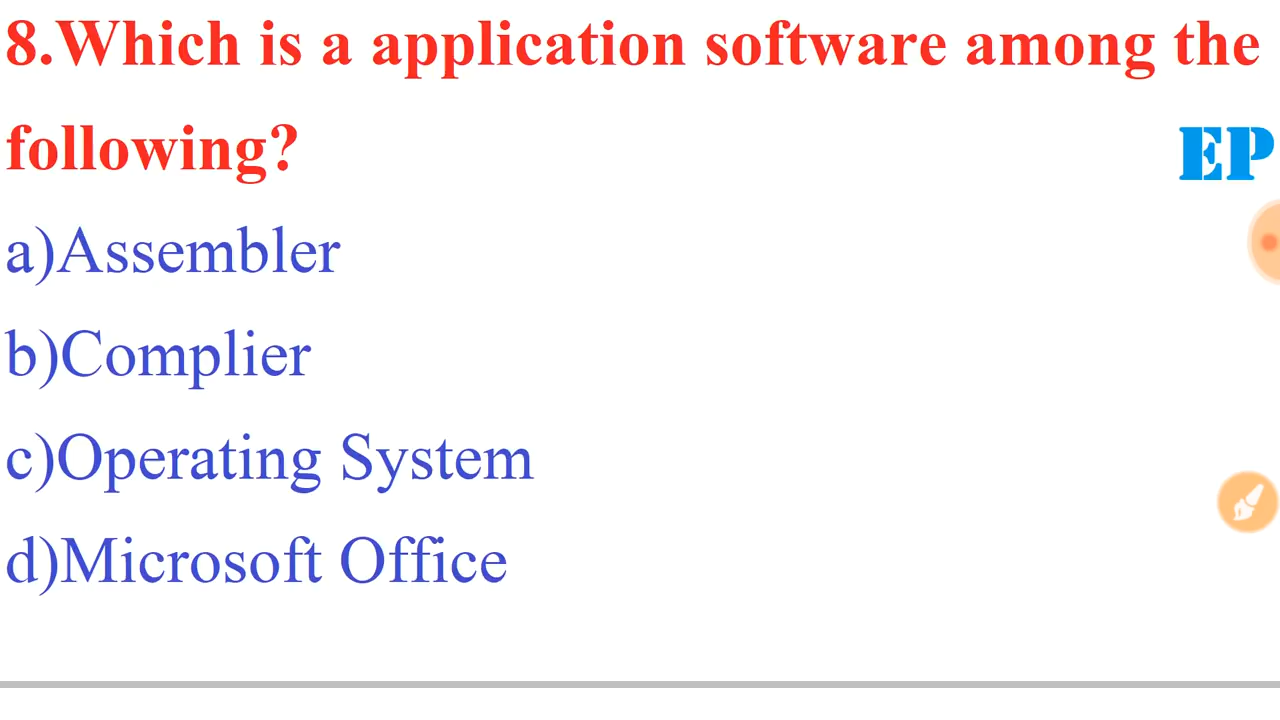 8.Which is a application software among the
following?
EP
a)Assembler
b)Complier
c)Operating System
d)Microsoft Office